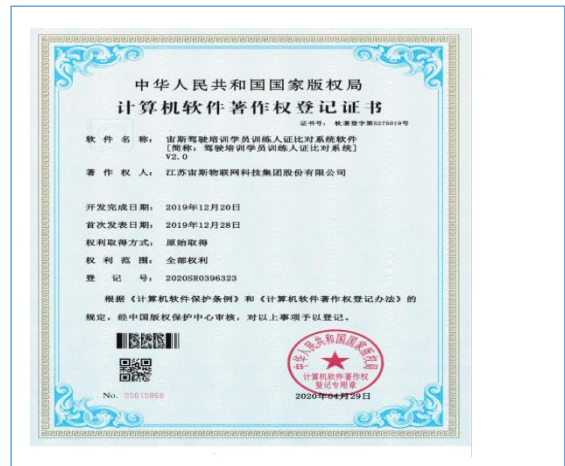 中华人民共和国国家版权局
计算机软件著作权登记证书
证书号： 软著登字第5275019号
软 件 名 称： 宙斯驾驶培训学员训练人证比对系统软件
[简称：驾驶培训学员训练人证比对系统]
V2.0
著 作 权 人： 江苏宙斯物联网科技集团股份有限公司
开发完成日期： 2019年12月20日
首次发表日期： 2019年12月28日
权利取得方式： 原始取得
权 利 范 围： 全部权利
登 记 号： 2020SR0396323
根据《计算机软件保护条例》和《计算机软件著作权登记办法》的
规定，经中国版权保护中心审核，对以上事项予以登记。
中华人民共和国国家版权局
计算机软件著作权
登记专用章
No.
2020年04月29日